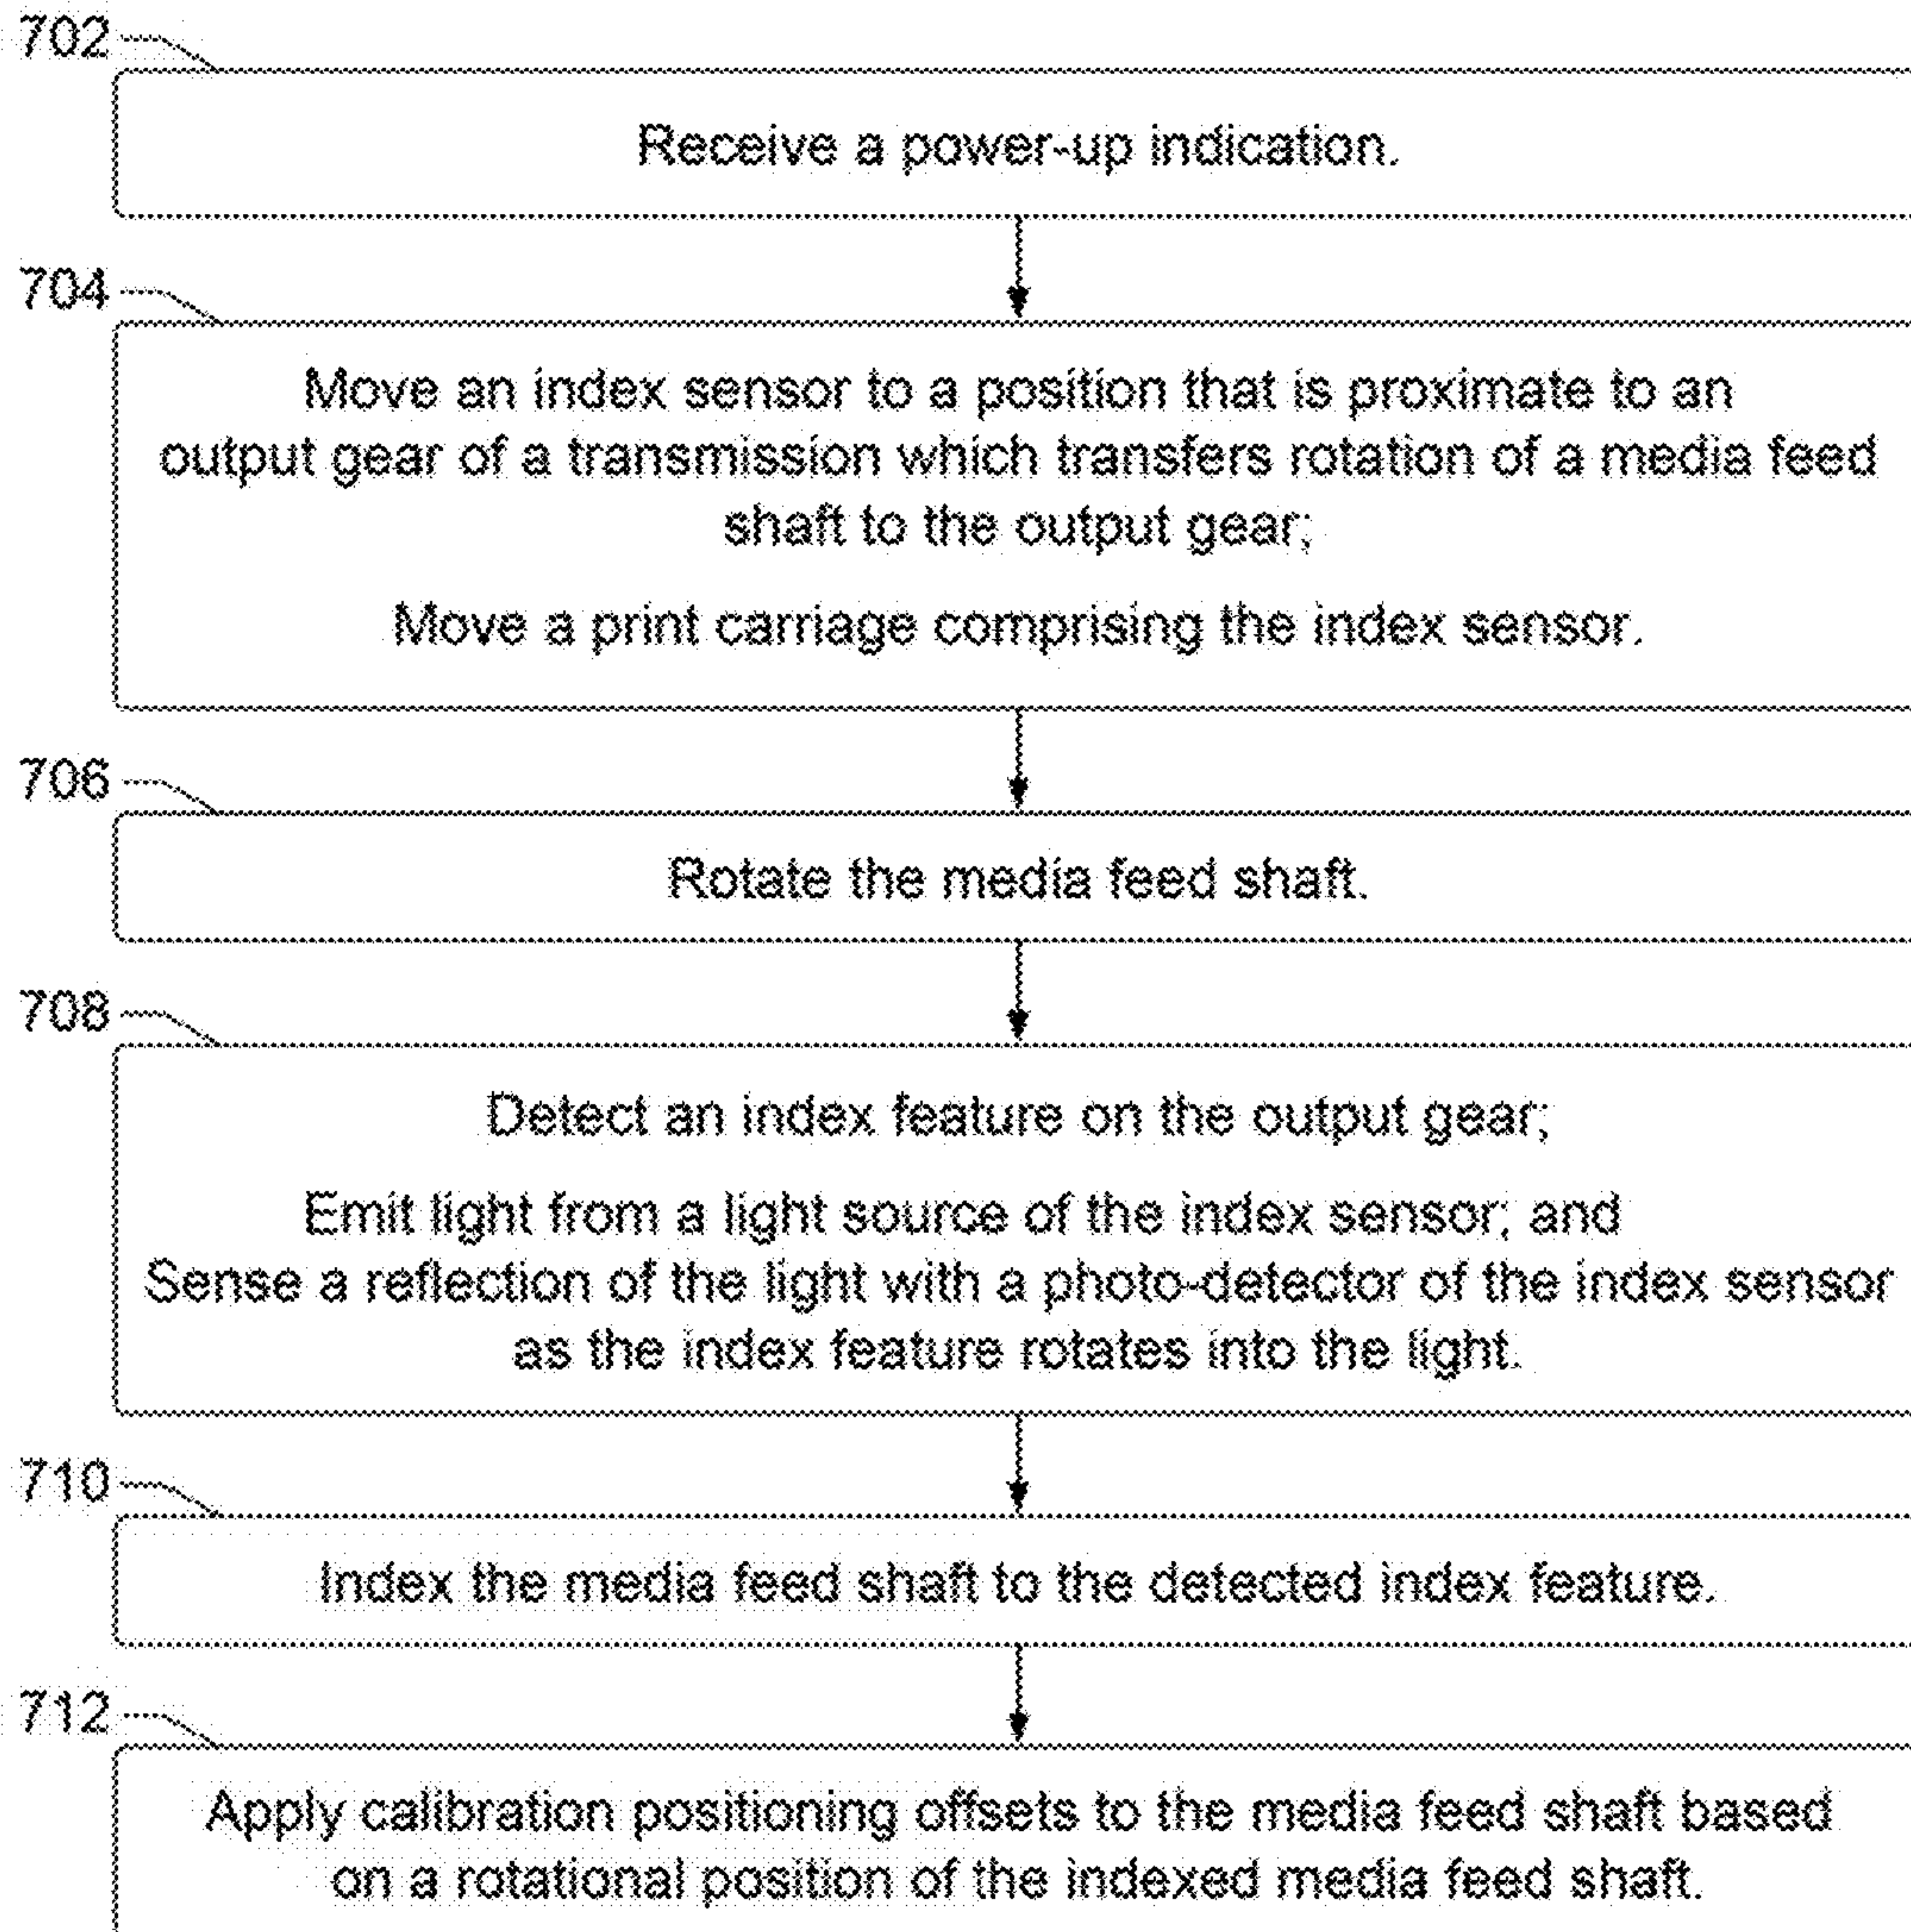 702
Receive a power-up indication.
704
Move an index sensor to a position that is proximate to an
output gear of a transmission which transfers rotation of a media feed
shaft to the output gear;
Move a print carriage comprising the index sensor.
706
Rotate the media feed shaft.
708
Detect an index feature on the output gear;
Emit light from a light source of the index sensor; and
Sense a reflection of the light with a photo-detector of the index sensor
as the index feature rotates into the light.
710
Index the media feed shaft to the detected index feature.
712
Apply calibration positioning offsets to the media feed shaft based
on a rotational position of the indexed media feed shaft.